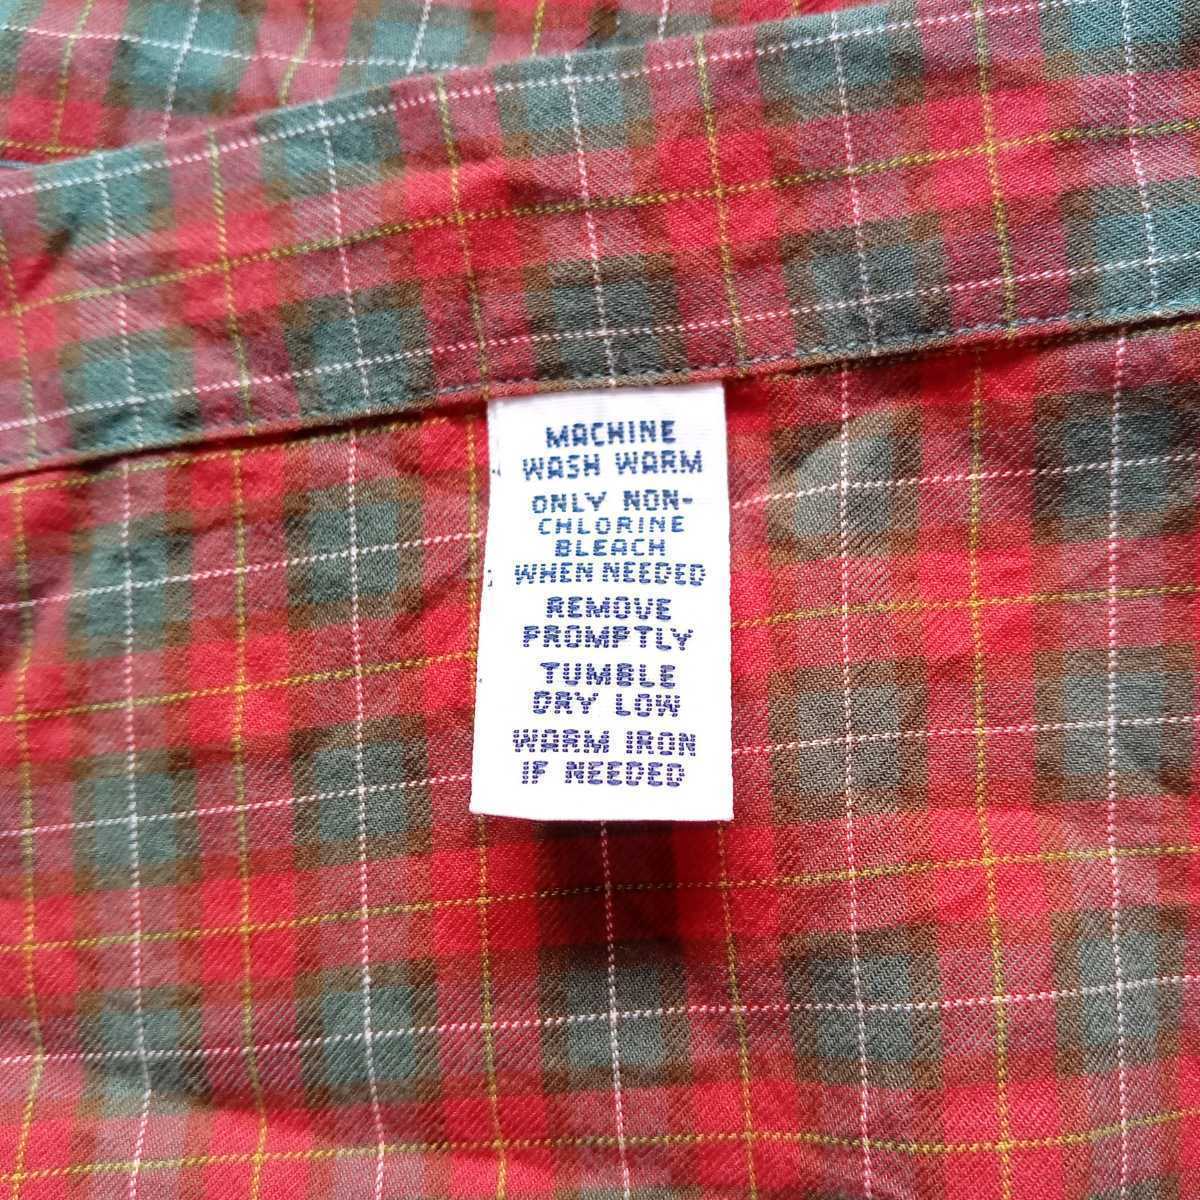 MACHINE
WASH WARM
ONLY NON-
CHLORINE
BLEACH
WHEN NEEDED
REMOVE
PROMPTLY
TUMBLE
DRY LOW
WARM IRON
IF NEEDED